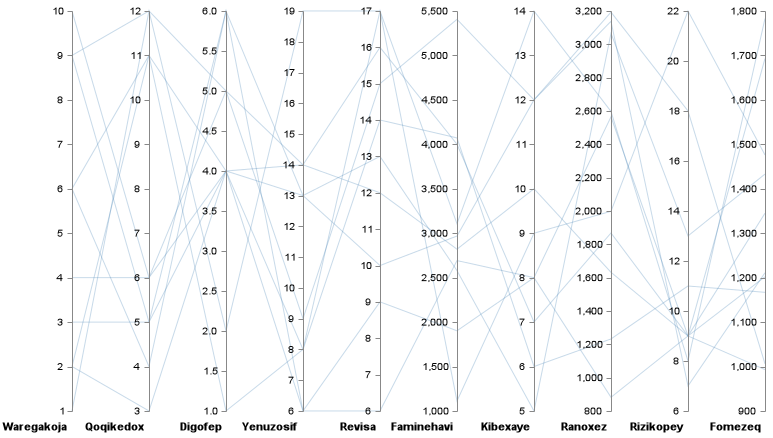 10 12 6.0 19 17 5,500 14 3,200 22 1,800
9 11 5.5 18 16 5,000 13 3,000 20 1,700
8 10 5.0 17 15 4,500 12 2,800 18 1,600
7 9 4.5 16 14 4,000 11 2,600 16 1,500
6 8 4.0 15 13 3,500 10 2,400 14 1,400
5 7 3.5 14 12 3,000 9 2,200 12 1,300
4 6 3.0 13 11 2,500 8 2,000 10 1,200
3 5 2.5 12 10 2,000 7 1,800 8 1,100
2 4 2.0 11 9 1,500 6 1,600 6 1,000
1 3 1.5 10 8 1,000 5 1,400 900
1.0 9 7 1,200
8 6 1,000
7 800
6
Waregakoja Qoqikedox Digofep Yenuzosif Revisa Faminehavi Kibexaye Ranoxez Rizikopey Fomezeq